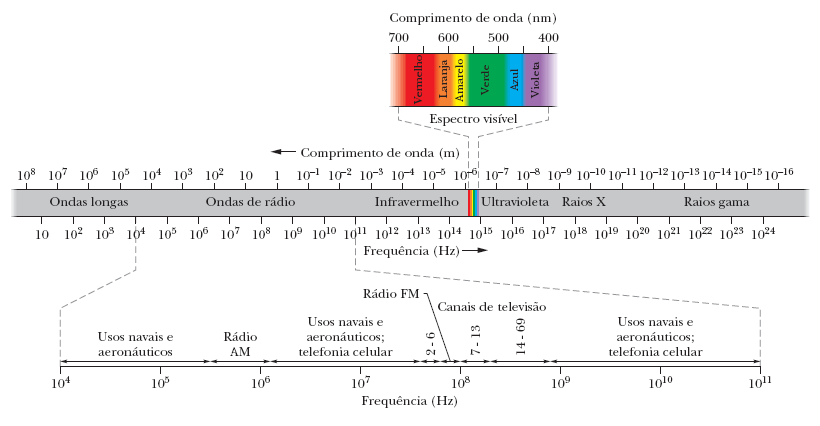 Comprimento de onda (nm)
700 600 500 400
Vermelho Laranja Amarelo Verde Azul Violeta
Espectro visível
Comprimento de onda (m)
10⁸ 10⁷ 10⁶ 10⁵ 10⁴ 10³ 10² 10 1 10⁻¹ 10⁻² 10⁻³ 10⁻⁴ 10⁻⁵ 10⁻⁶ 10⁻⁷ 10⁻⁸ 10⁻⁹ 10⁻¹⁰ 10⁻¹¹ 10⁻¹² 10⁻¹³ 10⁻¹⁴ 10⁻¹⁵ 10⁻¹⁶
Ondas longas Ondas de rádio Infravermelho Ultravioleta Raios X Raios gama
10 10² 10³ 10⁴ 10⁵ 10⁶ 10⁷ 10⁸ 10⁹ 10¹⁰ 10¹¹ 10¹² 10¹³ 10¹⁴ 10¹⁵ 10¹⁶ 10¹⁷ 10¹⁸ 10¹⁹ 10²⁰ 10²¹ 10²² 10²³ 10²⁴
Frequência (Hz)
Rádio FM
Canais de televisão
Usos navais e
aeronáuticos
Rádio
AM
Usos navais e
aeronáuticos;
telefonia celular
2 - 6
7 - 13
14 - 69
Usos navais e
aeronáuticos;
telefonia celular
10⁴ 10⁵ 10⁶ 10⁷ 10⁸ 10⁹ 10¹⁰ 10¹¹
Frequência (Hz)